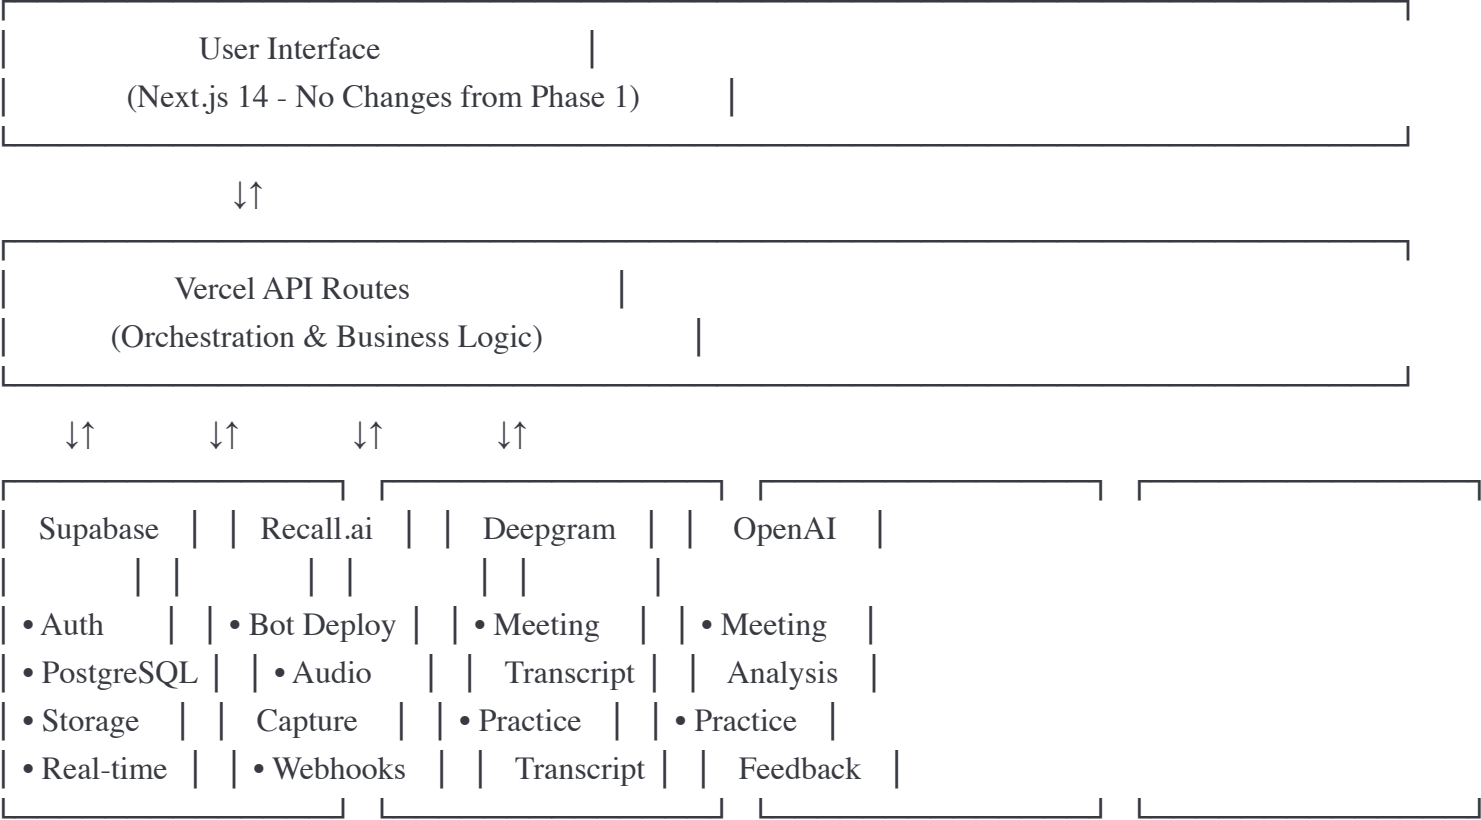 ┌─────────────────────────────────────────┐
│ User Interface │
│ (Next.js 14 - No Changes from Phase 1) │
└─────────────────────────────────────────┘
↓↑
┌─────────────────────────────────────────┐
│ Vercel API Routes │
│ (Orchestration & Business Logic) │
└─────────────────────────────────────────┘
↓↑ ↓↑ ↓↑ ↓↑
┌─────────┐ ┌─────────┐ ┌─────────┐ ┌─────────┐
│ Supabase │ │ Recall.ai │ │ Deepgram │ │ OpenAI │
│ │ │ │ │ │ │ │
│ • Auth │ │ • Bot Deploy │ │ • Meeting │ │ • Meeting │
│ • PostgreSQL │ │ • Audio │ │ Transcript │ │ Analysis │
│ • Storage │ │ Capture │ │ • Practice │ │ • Practice │
│ • Real-time │ │ • Webhooks │ │ Transcript │ │ Feedback │
└─────────┘ └─────────┘ └─────────┘ └─────────┘